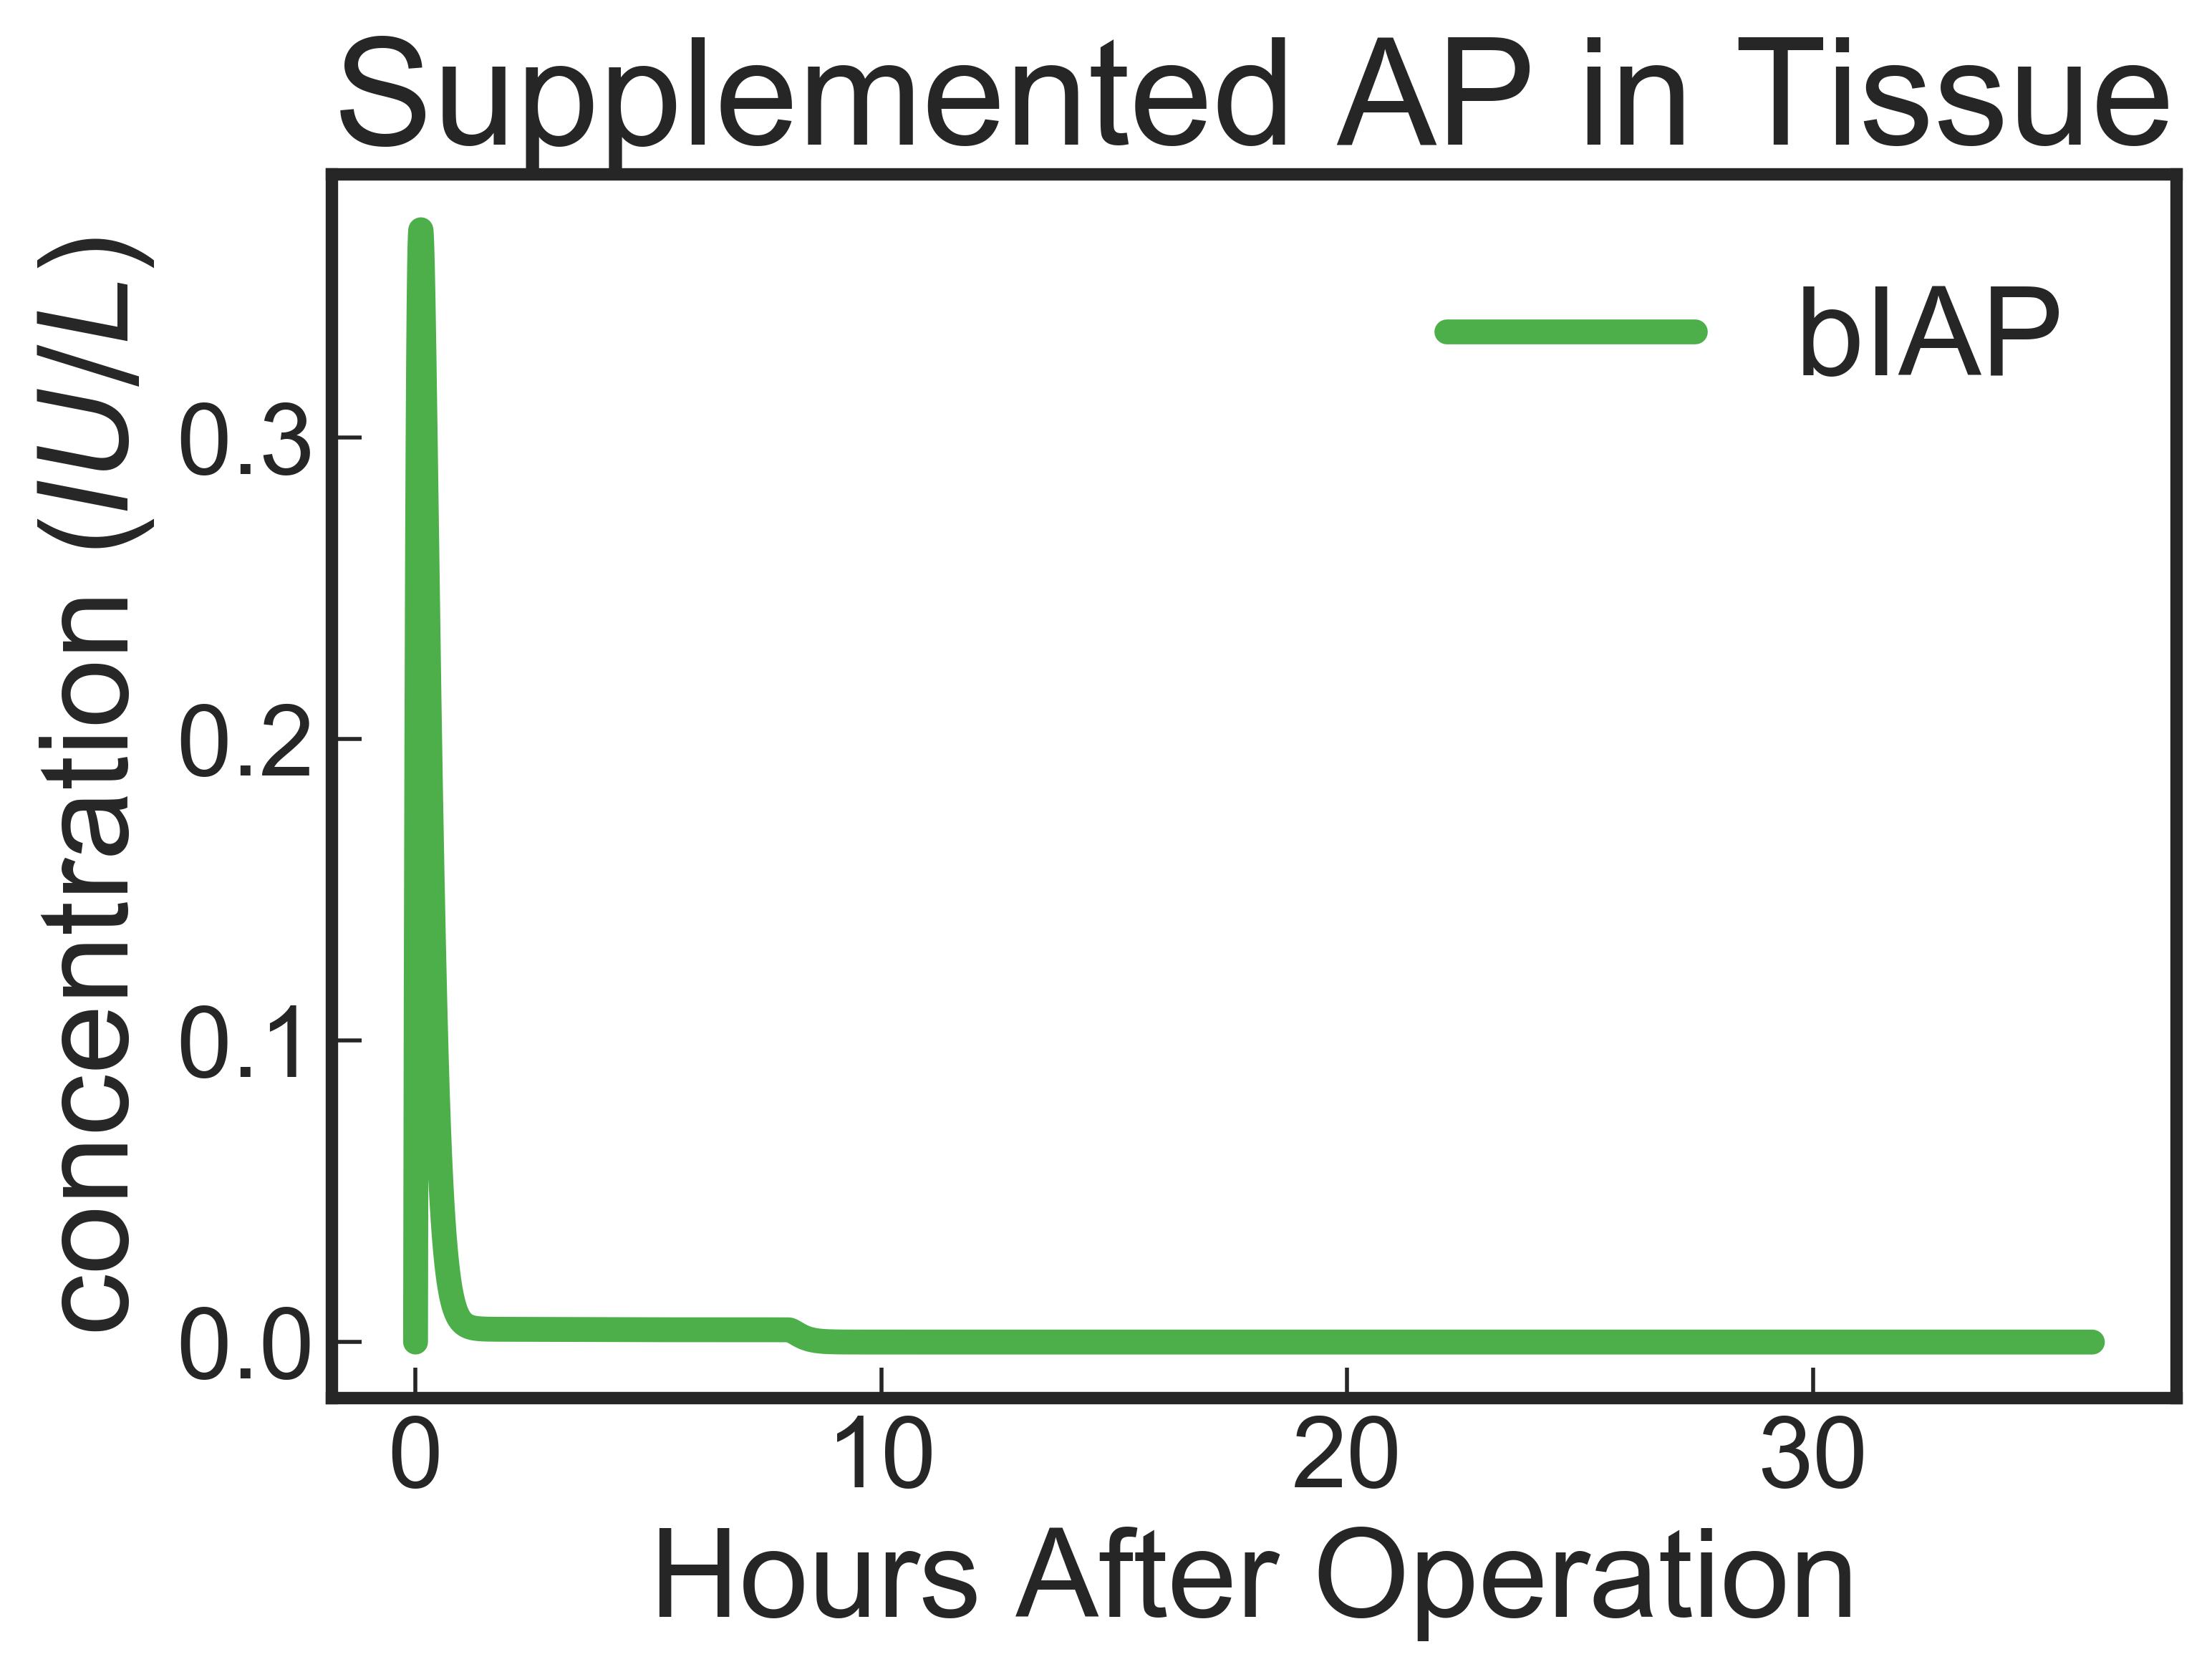 Supplemented AP in Tissue
concentration (IU/L)
0.3
0.2
0.1
0.0
bIAP
0 10 20 30
Hours After Operation